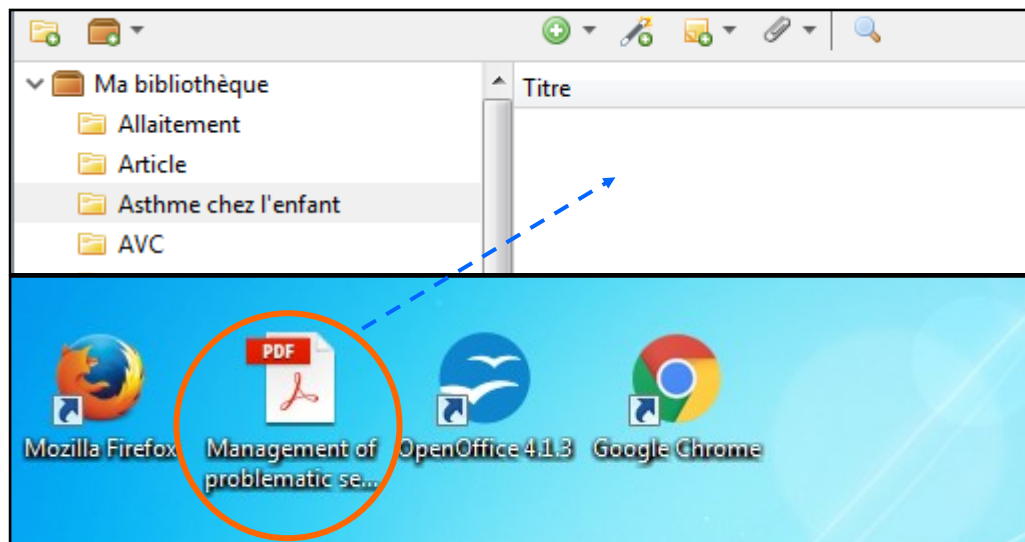 Ma bibliothèque
Titre
Allaitement
Article
Asthme chez l'enfant
AVC
PDF
Mozilla Firefox
Management of
problematic se...
OpenOffice 4.1.3
Google Chrome